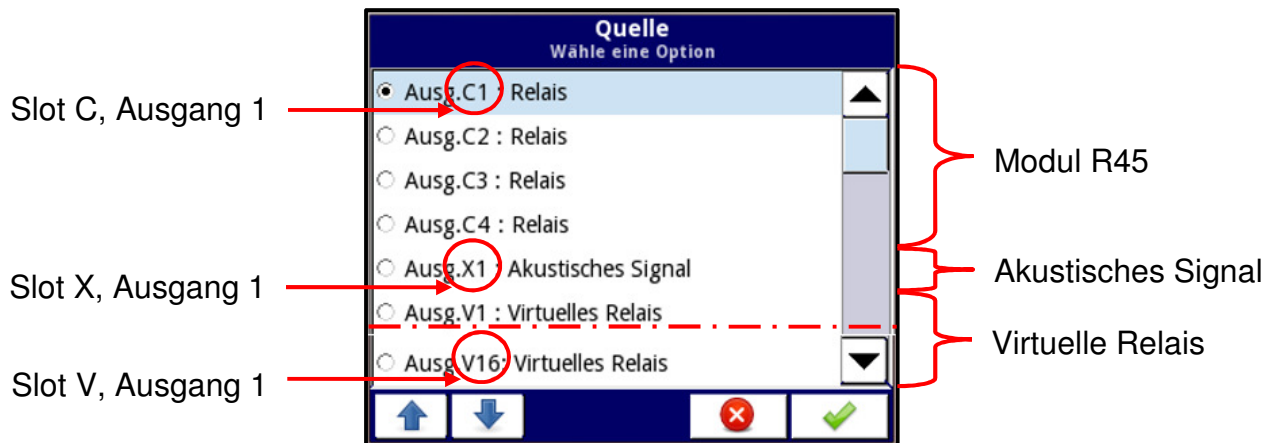 Quelle
Wähle eine Option
Slot C, Ausgang 1
Ausg.C1 : Relais
Ausg.C2 : Relais
Ausg.C3 : Relais
Ausg.C4 : Relais
Modul R45
Slot X, Ausgang 1
Ausg.X1 : Akustisches Signal
Akustisches Signal
Ausg.V1 : Virtuelles Relais
Virtuelle Relais
Slot V, Ausgang 1
Ausg.V16: Virtuelles Relais